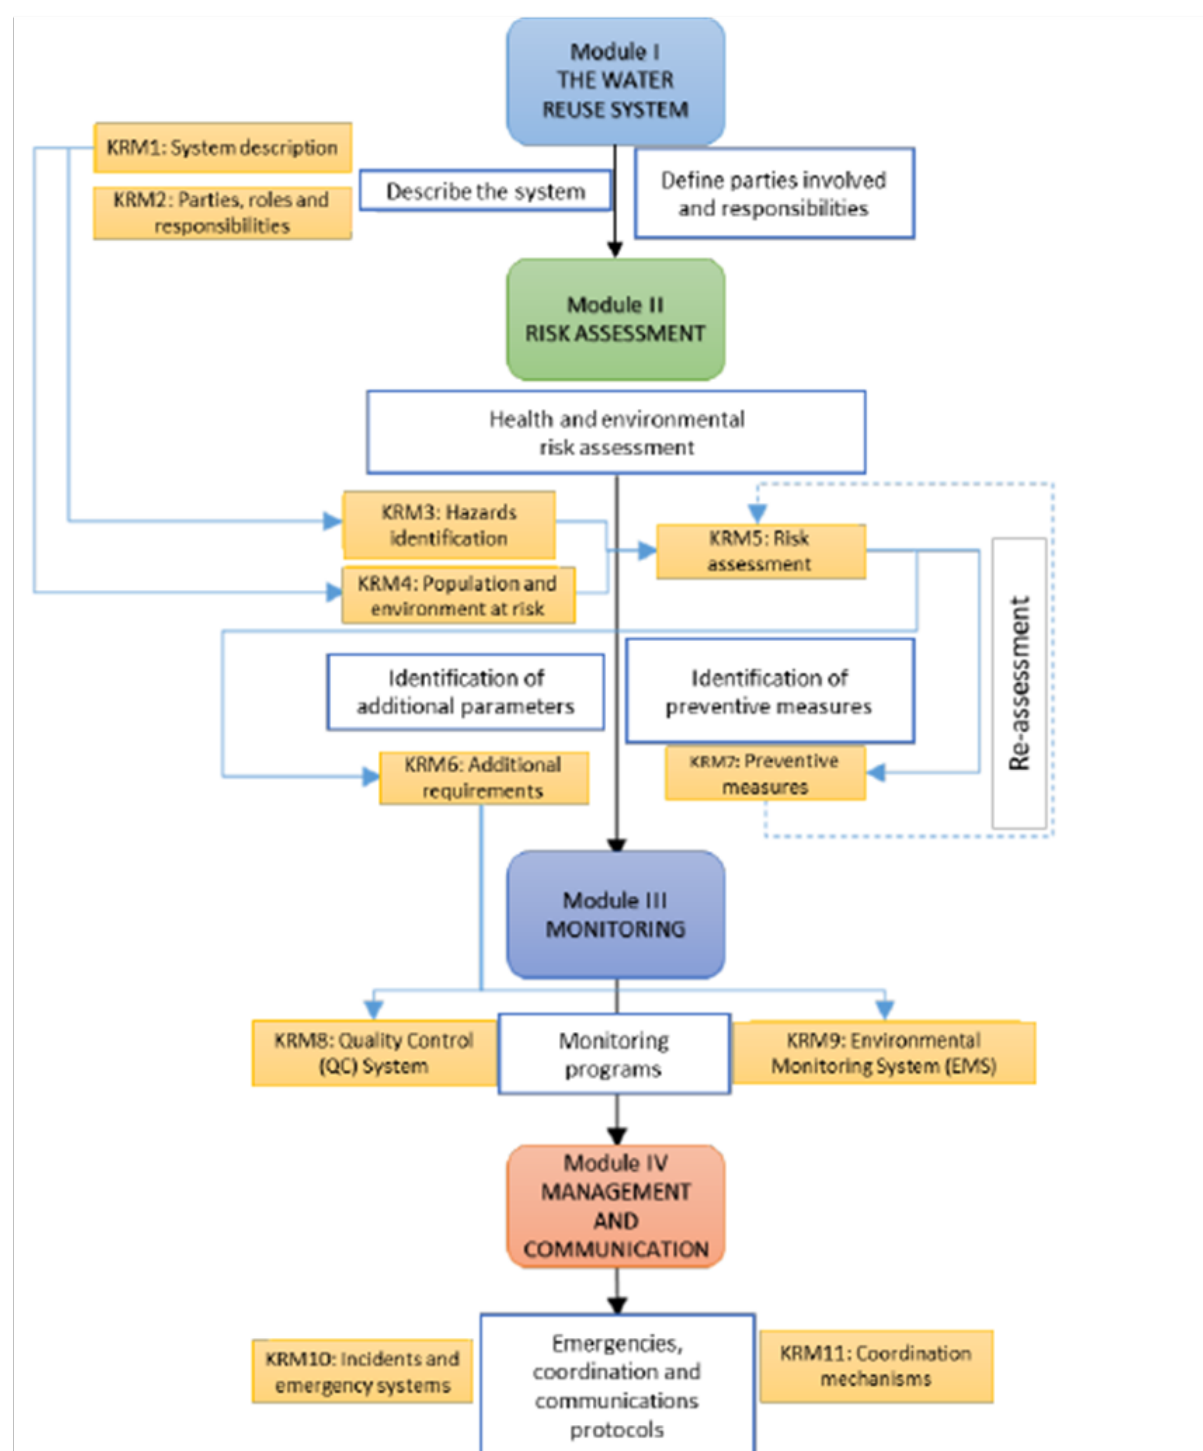 Module I
THE WATER
REUSE SYSTEM
KRM1: System description
KRM2: Parties, roles and
responsibilities
Describe the system
Define parties involved
and responsibilities
Module II
RISK ASSESSMENT
Health and environmental
risk assessment
KRM3: Hazards
identification
KRM4: Population and
environment at risk
KRM5: Risk
assessment
Re-assessment
Identification of
additional parameters
Identification of
preventive measures
KRM6: Additional
requirements
KRM7: Preventive
measures
Module III
MONITORING
KRM8: Quality Control
(QC) System
Monitoring
programs
KRM9: Environmental
Monitoring System (EMS)
Module IV
MANAGEMENT
AND
COMMUNICATION
KRM10: Incidents and
emergency systems
Emergencies,
coordination and
communications
protocols
KRM11: Coordination
mechanisms